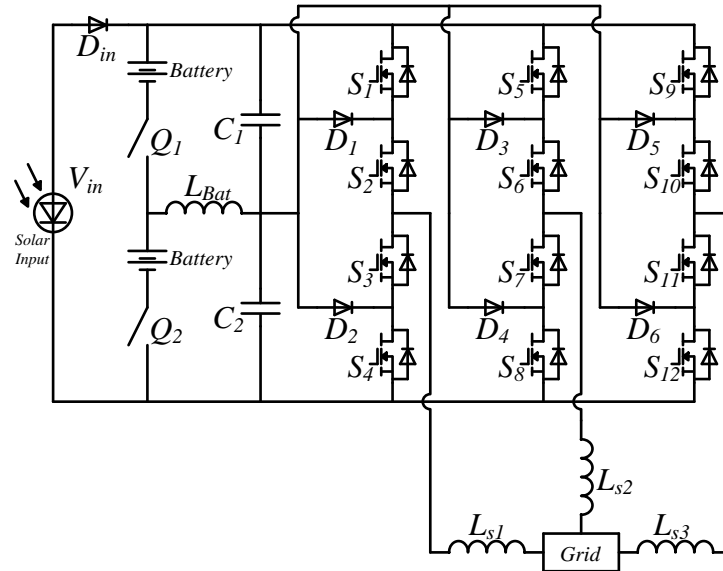 D_in
Battery
S_1
S_5
S_9
Q_1
C_1
D_1
D_3
D_5
V_in
L_Bat
S_2
S_6
S_10
Solar
Input
Battery
S_3
S_7
S_11
Q_2
C_2
D_2
D_4
D_6
S_4
S_8
S_12
L_s2
L_s1
L_s3
Grid